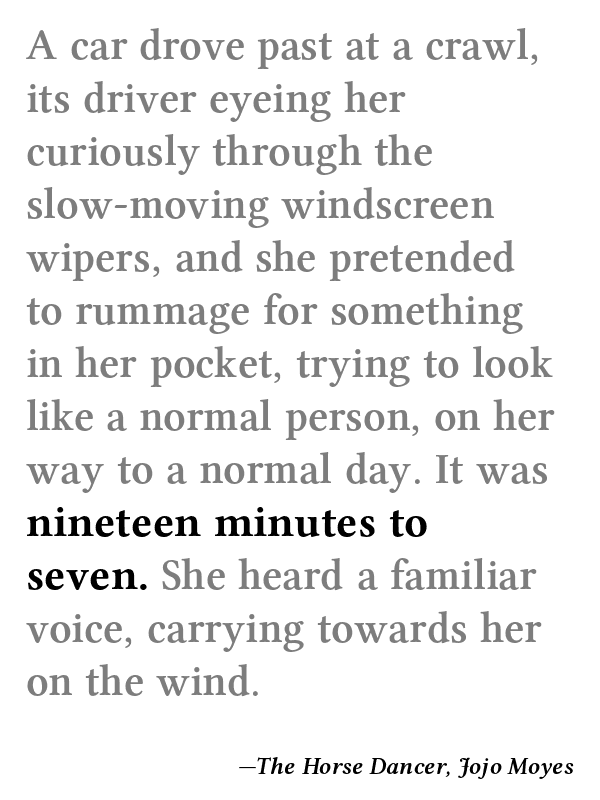 A car drove past at a crawl,
its driver eyeing her
curiously through the
slow-moving windscreen
wipers, and she pretended
to rummage for something
in her pocket, trying to look
like a normal person, on her
way to a normal day. It was
nineteen minutes to
seven. She heard a familiar
voice, carrying towards her
on the wind.
—The Horse Dancer, Jojo Moyes